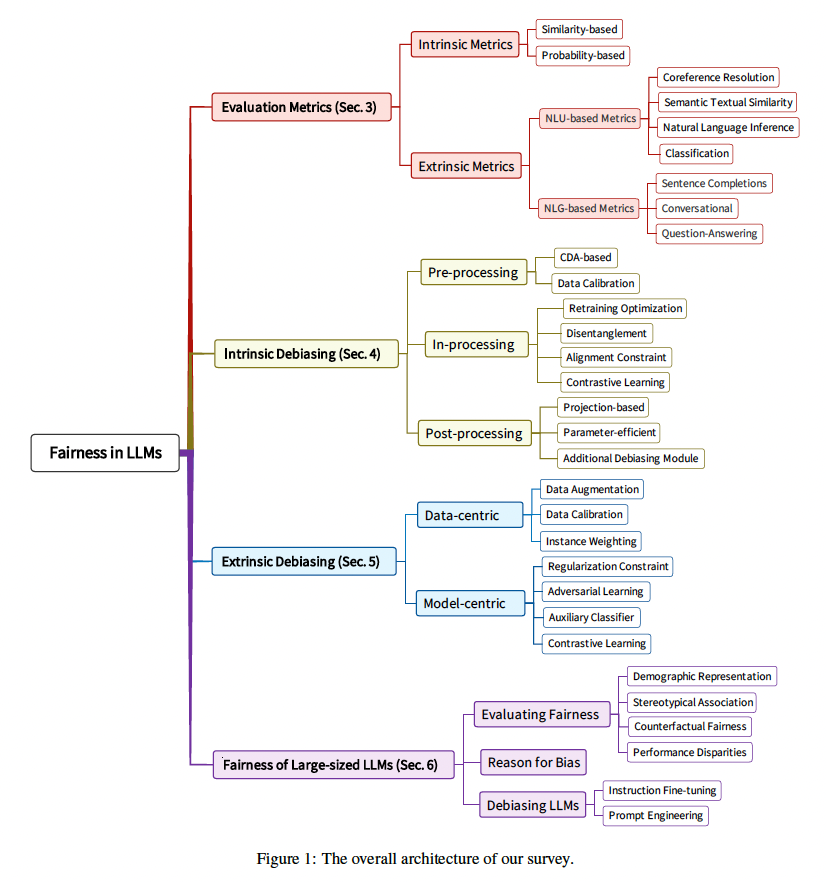 Fairness in LLMs
Evaluation Metrics (Sec. 3)
Intrinsic Metrics
Similarity-based
Probability-based
Extrinsic Metrics
NLU-based Metrics
Coreference Resolution
Semantic Textual Similarity
Natural Language Inference
Classification
NLG-based Metrics
Sentence Completions
Conversational
Question-Answering
Intrinsic Debiasing (Sec. 4)
Pre-processing
CDA-based
Data Calibration
In-processing
Retraining Optimization
Disentanglement
Alignment Constraint
Contrastive Learning
Post-processing
Projection-based
Parameter-efficient
Additional Debiasing Module
Extrinsic Debiasing (Sec. 5)
Data-centric
Data Augmentation
Data Calibration
Instance Weighting
Model-centric
Regularization Constraint
Adversarial Learning
Auxiliary Classifier
Contrastive Learning
Fairness of Large-sized LLMs (Sec. 6)
Evaluating Fairness
Demographic Representation
Stereotypical Association
Counterfactual Fairness
Performance Disparities
Reason for Bias
Debiasing LLMs
Instruction Fine-tuning
Prompt Engineering
Figure 1: The overall architecture of our survey.